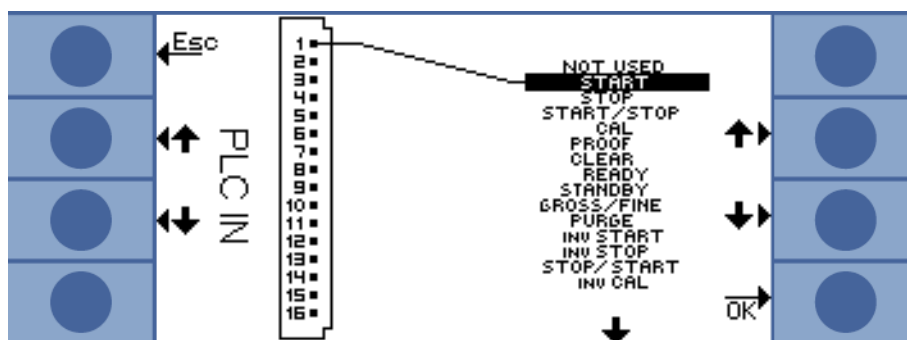 Esc
PLC IN
1
2
3
4
5
6
7
8
9
10
11
12
13
14
15
16
NOT USED
START
STOP
START/STOP
CAL
PROOF
CLEAR
READY
STANDBY
GROSS/FINE
PURGE
INV START
INV STOP
STOP/START
INV CAL
OK